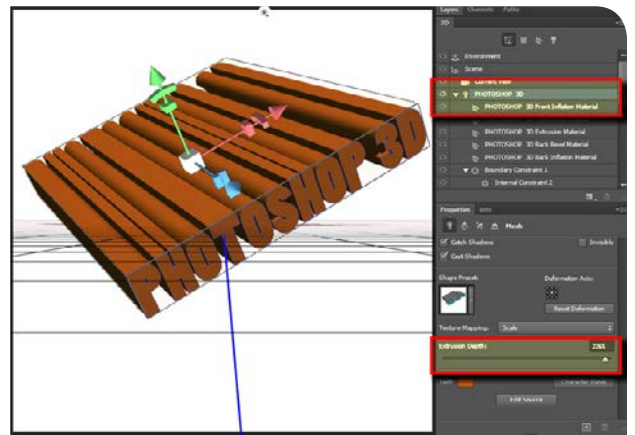 PHOTOSHOP 3D
Layers Channels Paths
3D
Environment
Scene
Current View
PHOTOSHOP 3D
PHOTOSHOP 3D Front Inflation Material
PHOTOSHOP 3D Extrusion Material
PHOTOSHOP 3D Back Bevel Material
PHOTOSHOP 3D Back Inflation Material
Boundary Constraint 1
Internal Constraint 2
Properties Info
Mesh
Catch Shadows Invisible
Cast Shadows
Shape Preset: Deformation Axis:
Reset Deformation
Texture Mapping: Scale
Extrusion Depth:
Text: Character Panel
Edit Source